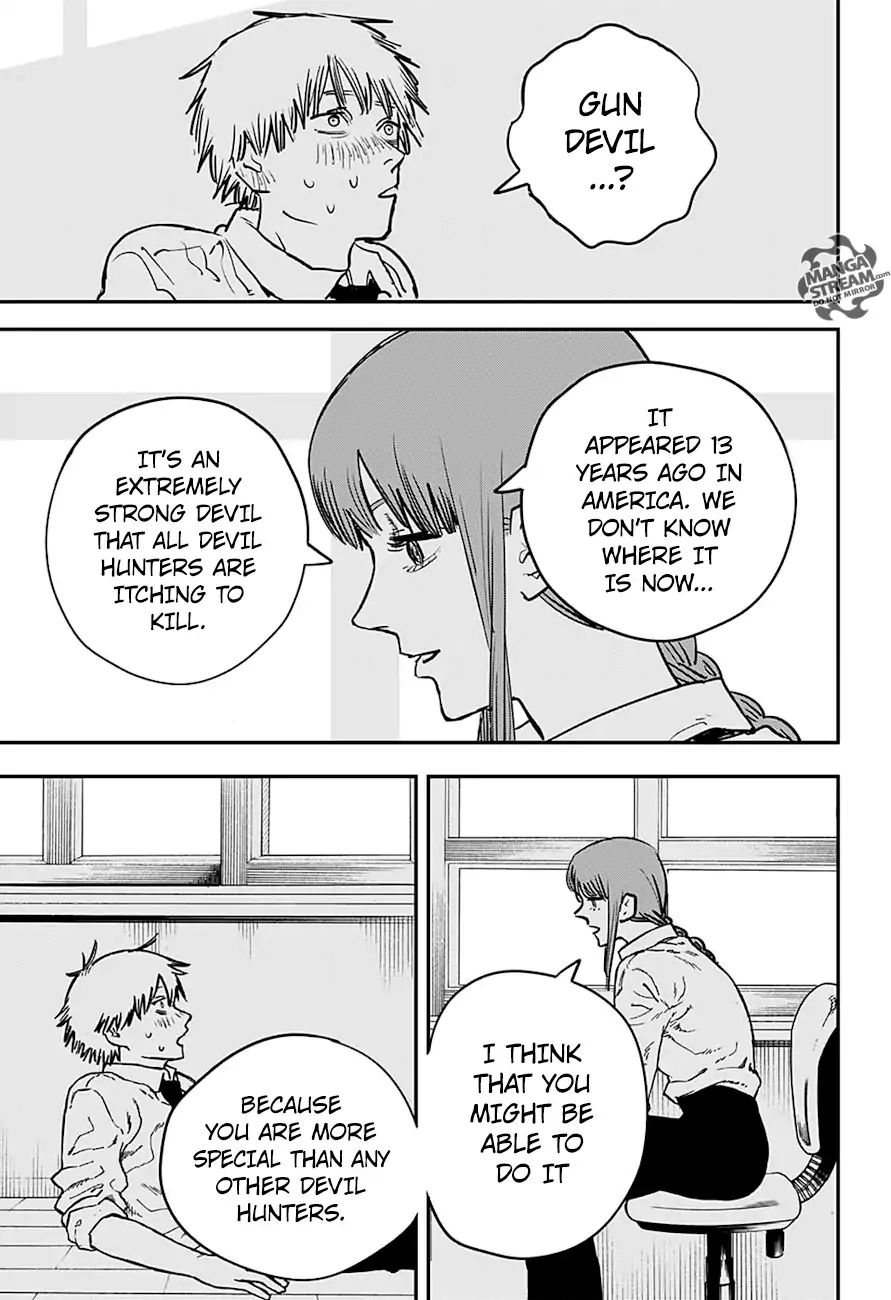 GUN
DEVIL
...?
MANGA
STREAM.com
DO NOT MIRROR
IT
APPEARED 13
YEARS AGO IN
AMERICA. WE
DON'T KNOW
WHERE IT
IS NOW...
IT'S AN
EXTREMELY
STRONG DEVIL
THAT ALL DEVIL
HUNTERS ARE
ITCHING TO
KILL.
I THINK
THAT YOU
MIGHT BE
ABLE TO
DO IT
BECAUSE
YOU ARE MORE
SPECIAL THAN ANY
OTHER DEVIL
HUNTERS.